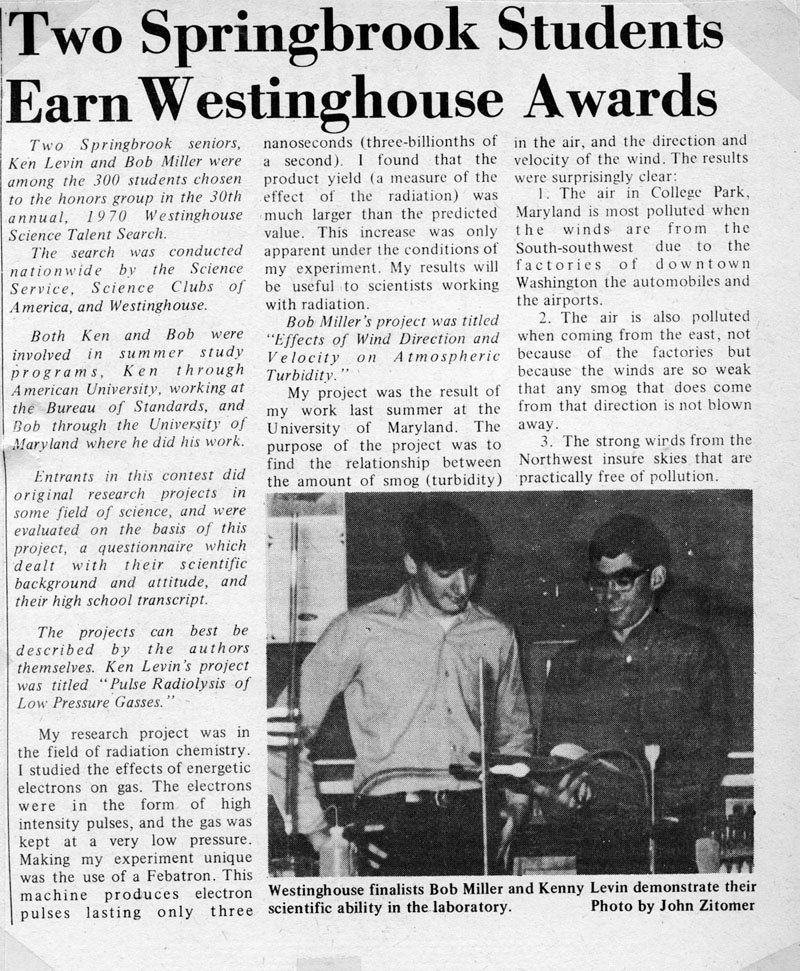 Two Springbrook Students
Earn Westinghouse Awards
Two Springbrook seniors,
Ken Levin and Bob Miller were
among the 300 students chosen
to the honors group in the 30th
annual, 1970 Westinghouse
Science Talent Search.
The search was conducted
nationwide by the Science
Service, Science Clubs of
America, and Westinghouse.
Both Ken and Bob were
involved in summer study
programs, Ken through
American University, working at
the Bureau of Standards, and
Bob through the University of
Maryland where he did his work.
Entrants in this contest did
original research projects in
some field of science, and were
evaluated on the basis of this
project, a questionnaire which
dealt with their scientific
background and attitude, and
their high school transcript.
The projects can best be
described by the authors
themselves. Ken Levin's project
was titled "Pulse Radiolysis of
Low Pressure Gasses."
My research project was in
the field of radiation chemistry.
I studied the effects of energetic
electrons on gas. The electrons
were in the form of high
intensity pulses, and the gas was
kept at a very low pressure.
Making my experiment unique
was the use of a Febatron. This
machine produces electron
pulses lasting only three
nanoseconds (three-billionths of
a second). I found that the
product yield (a measure of the
effect of the radiation) was
much larger than the predicted
value. This increase was only
apparent under the conditions of
my experiment. My results will
be useful to scientists working
with radiation.
Bob Miller's project was titled
"Effects of Wind Direction and
Velocity on Atmospheric
Turbidity."
My project was the result of
my work last summer at the
University of Maryland. The
purpose of the project was to
find the relationship between
the amount of smog (turbidity)
in the air, and the direction and
velocity of the wind. The results
were surprisingly clear:
1. The air in College Park,
Maryland is most polluted when
the winds are from the
South-southwest due to the
factories of downtown
Washington the automobiles and
the airports.
2. The air is also polluted
when coming from the east, not
because of the factories but
because the winds are so weak
that any smog that does come
from that direction is not blown
away.
3. The strong winds from the
Northwest insure skies that are
practically free of pollution.
Westinghouse finalists Bob Miller and Kenny Levin demonstrate their
scientific ability in the laboratory. Photo by John Zitomer